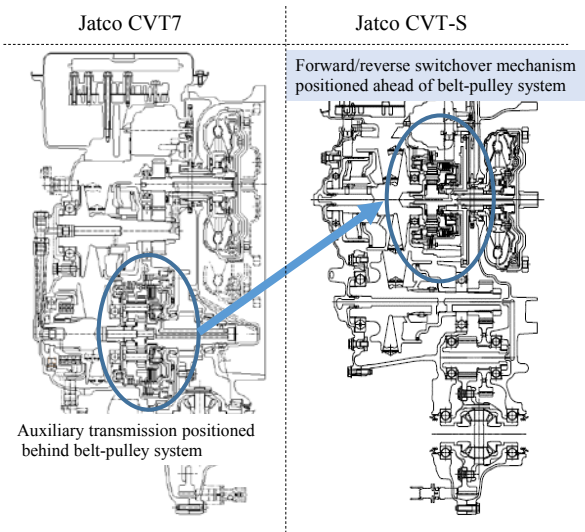 Jatco CVT7
Jatco CVT-S
Forward/reverse switchover mechanism
positioned ahead of belt-pulley system
Auxiliary transmission positioned
behind belt-pulley system